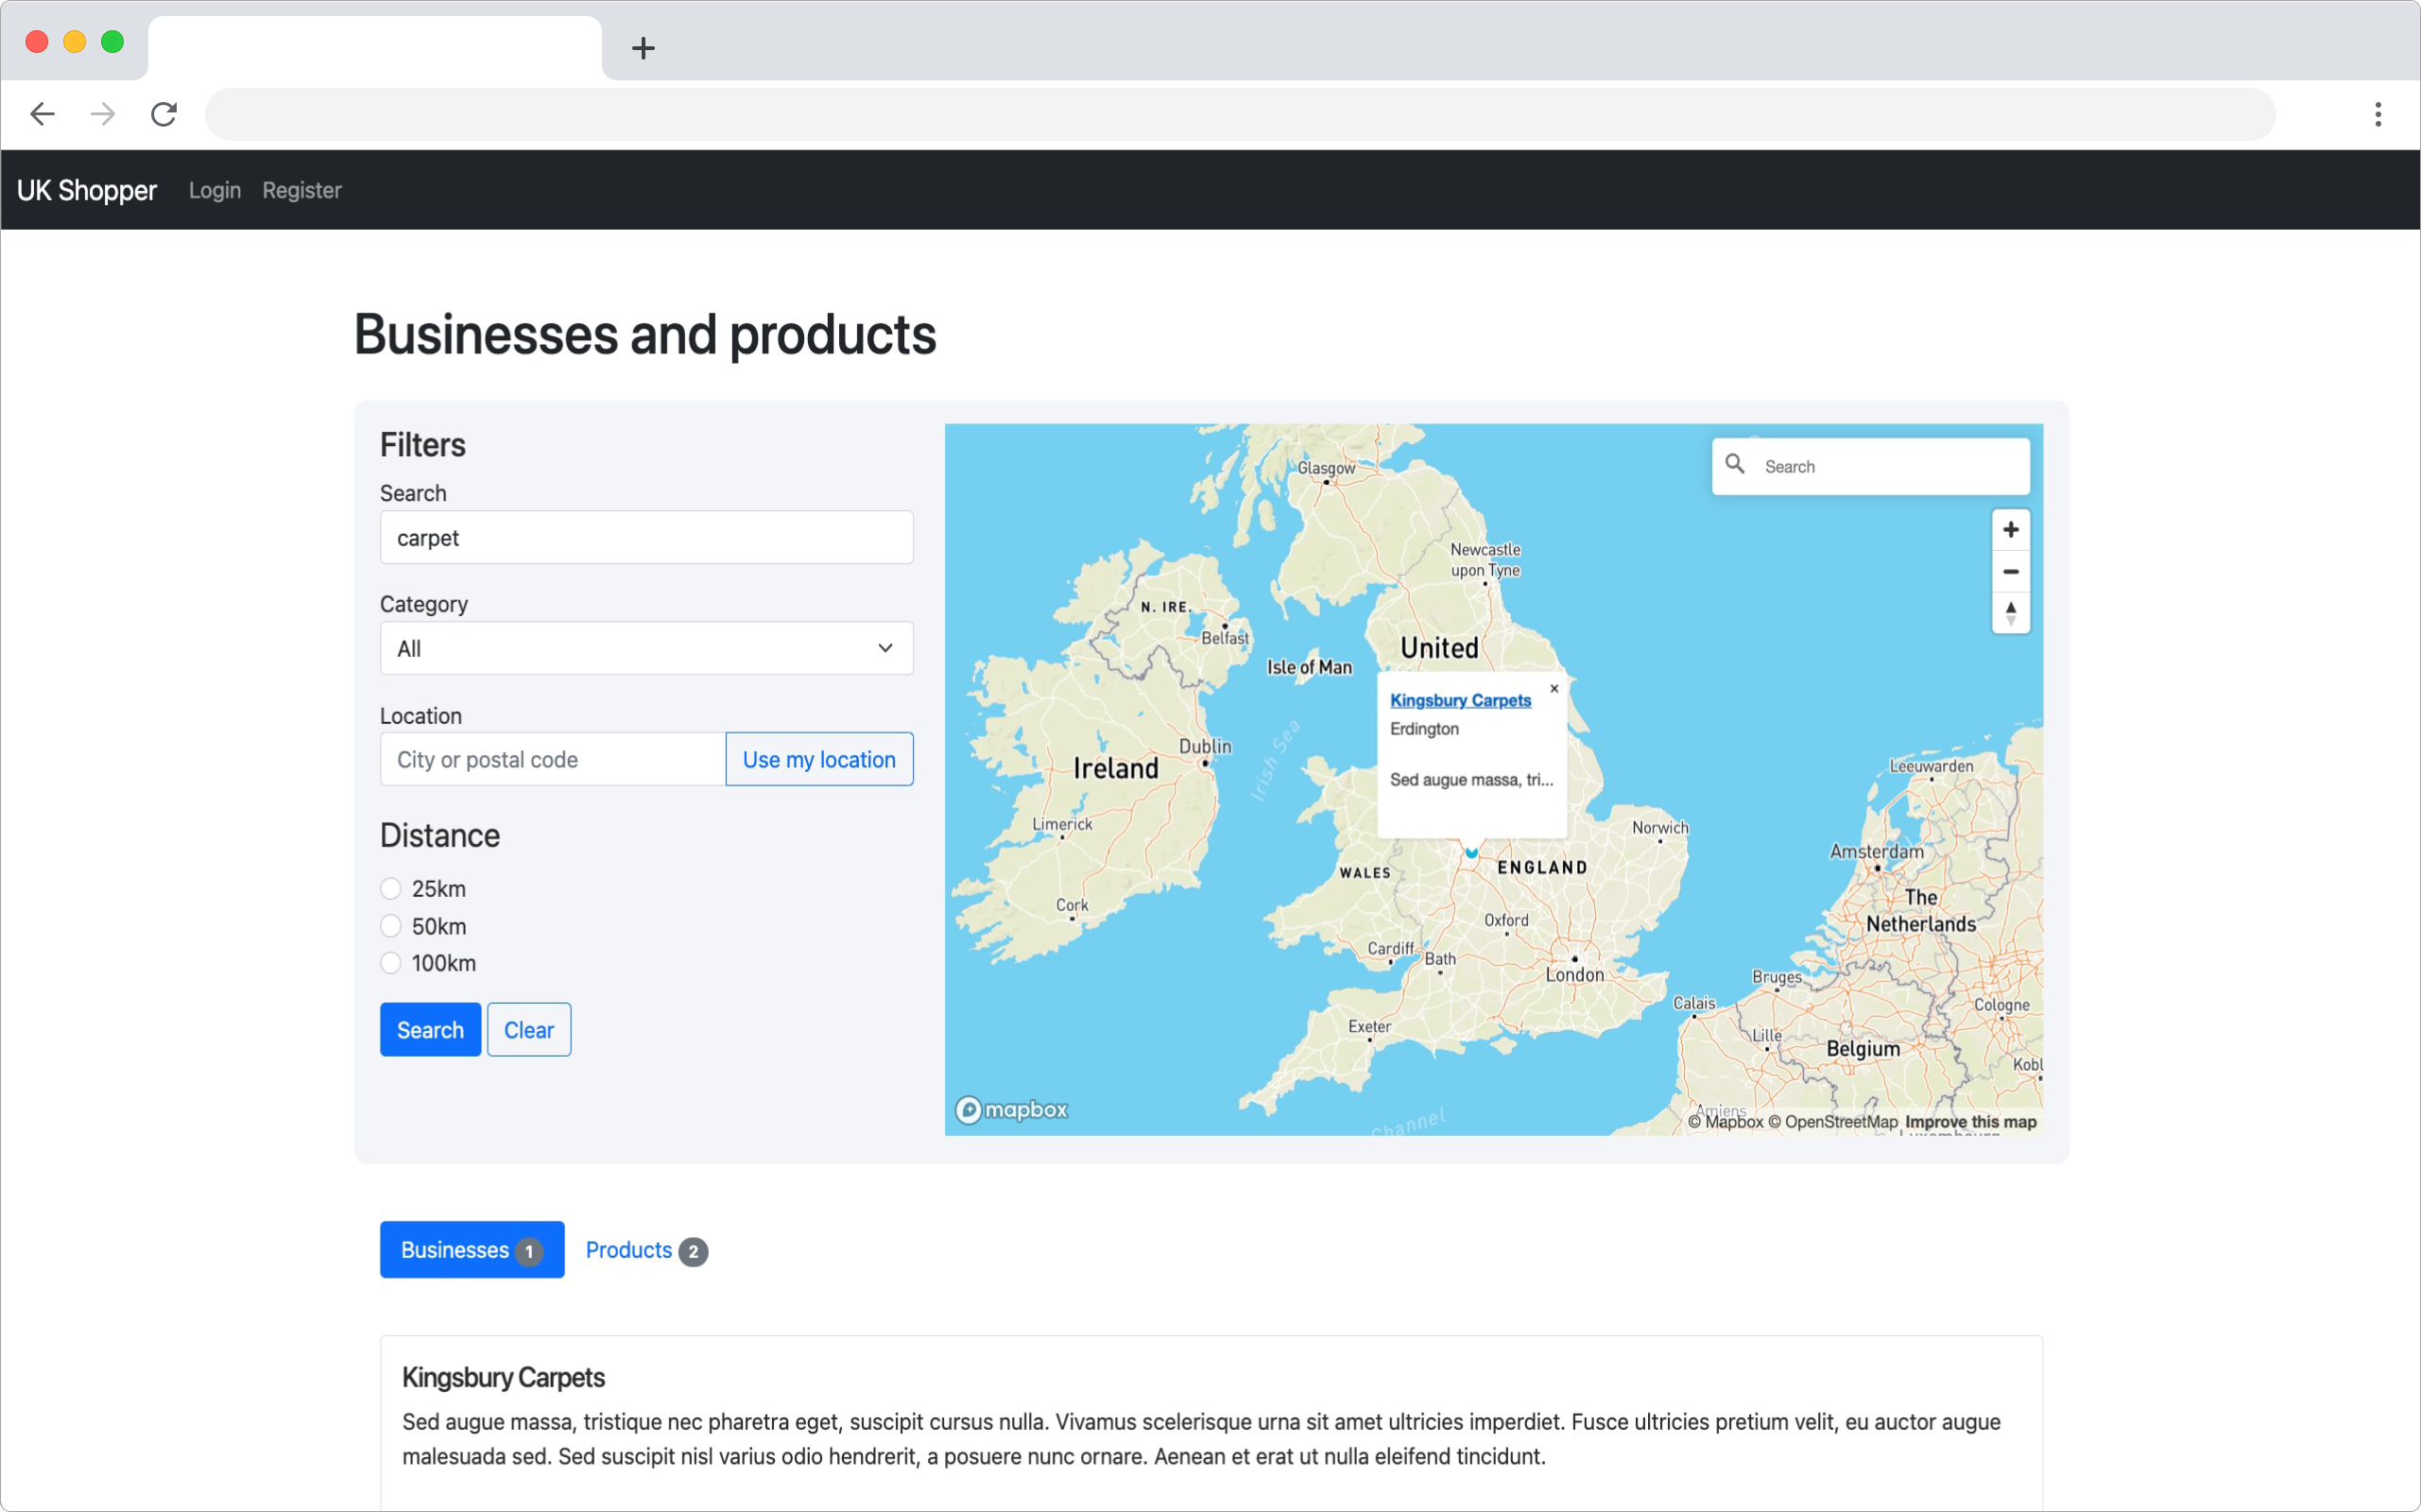 UK Shopper Login Register
Businesses and products
Filters
Search
carpet
Category
All
Location
City or postal code Use my location
Distance
25km
50km
100km
Search Clear
Search
Glasgow
Newcastle
upon Tyne
N. IRE.
Belfast
United
Isle of Man
Kingsbury Carpets ×
Erdington
Sed augue massa, tri...
Irish Sea
Dublin
Ireland
Limerick
Cork
Leeuwarden
Norwich
Amsterdam
WALES
ENGLAND
The
Netherlands
Oxford
Cardiff
Bath
London
Bruges
Calais
Cologne
Exeter
Lille
Belgium
Kobl
Amiens
Channel
mapbox
© Mapbox © OpenStreetMap Improve this map
Businesses 1 Products 2
Kingsbury Carpets
Sed augue massa, tristique nec pharetra eget, suscipit cursus nulla. Vivamus scelerisque urna sit amet ultricies imperdiet. Fusce ultricies pretium velit, eu auctor augue
malesuada sed. Sed suscipit nisl varius odio hendrerit, a posuere nunc ornare. Aenean et erat ut nulla eleifend tincidunt.